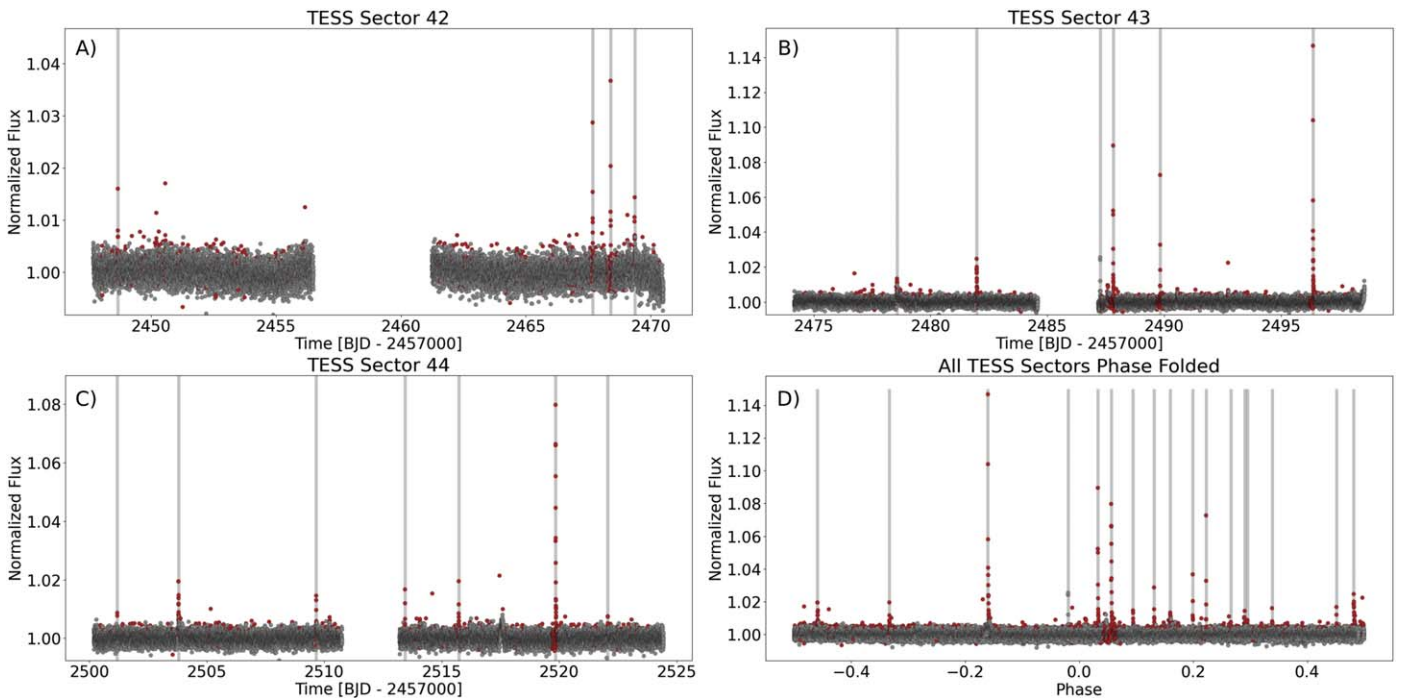 TESS Sector 42
A)
1.04
1.03
1.02
1.01
1.00
Normalized Flux
2450 2455 2460 2465 2470
Time [BJD - 2457000]
TESS Sector 43
B)
1.14
1.12
1.10
1.08
1.06
1.04
1.02
1.00
Normalized Flux
2475 2480 2485 2490 2495
Time [BJD - 2457000]
TESS Sector 44
C)
1.08
1.06
1.04
1.02
1.00
Normalized Flux
2500 2505 2510 2515 2520 2525
Time [BJD - 2457000]
All TESS Sectors Phase Folded
D)
1.14
1.12
1.10
1.08
1.06
1.04
1.02
1.00
Normalized Flux
−0.4 −0.2 0.0 0.2 0.4
Phase